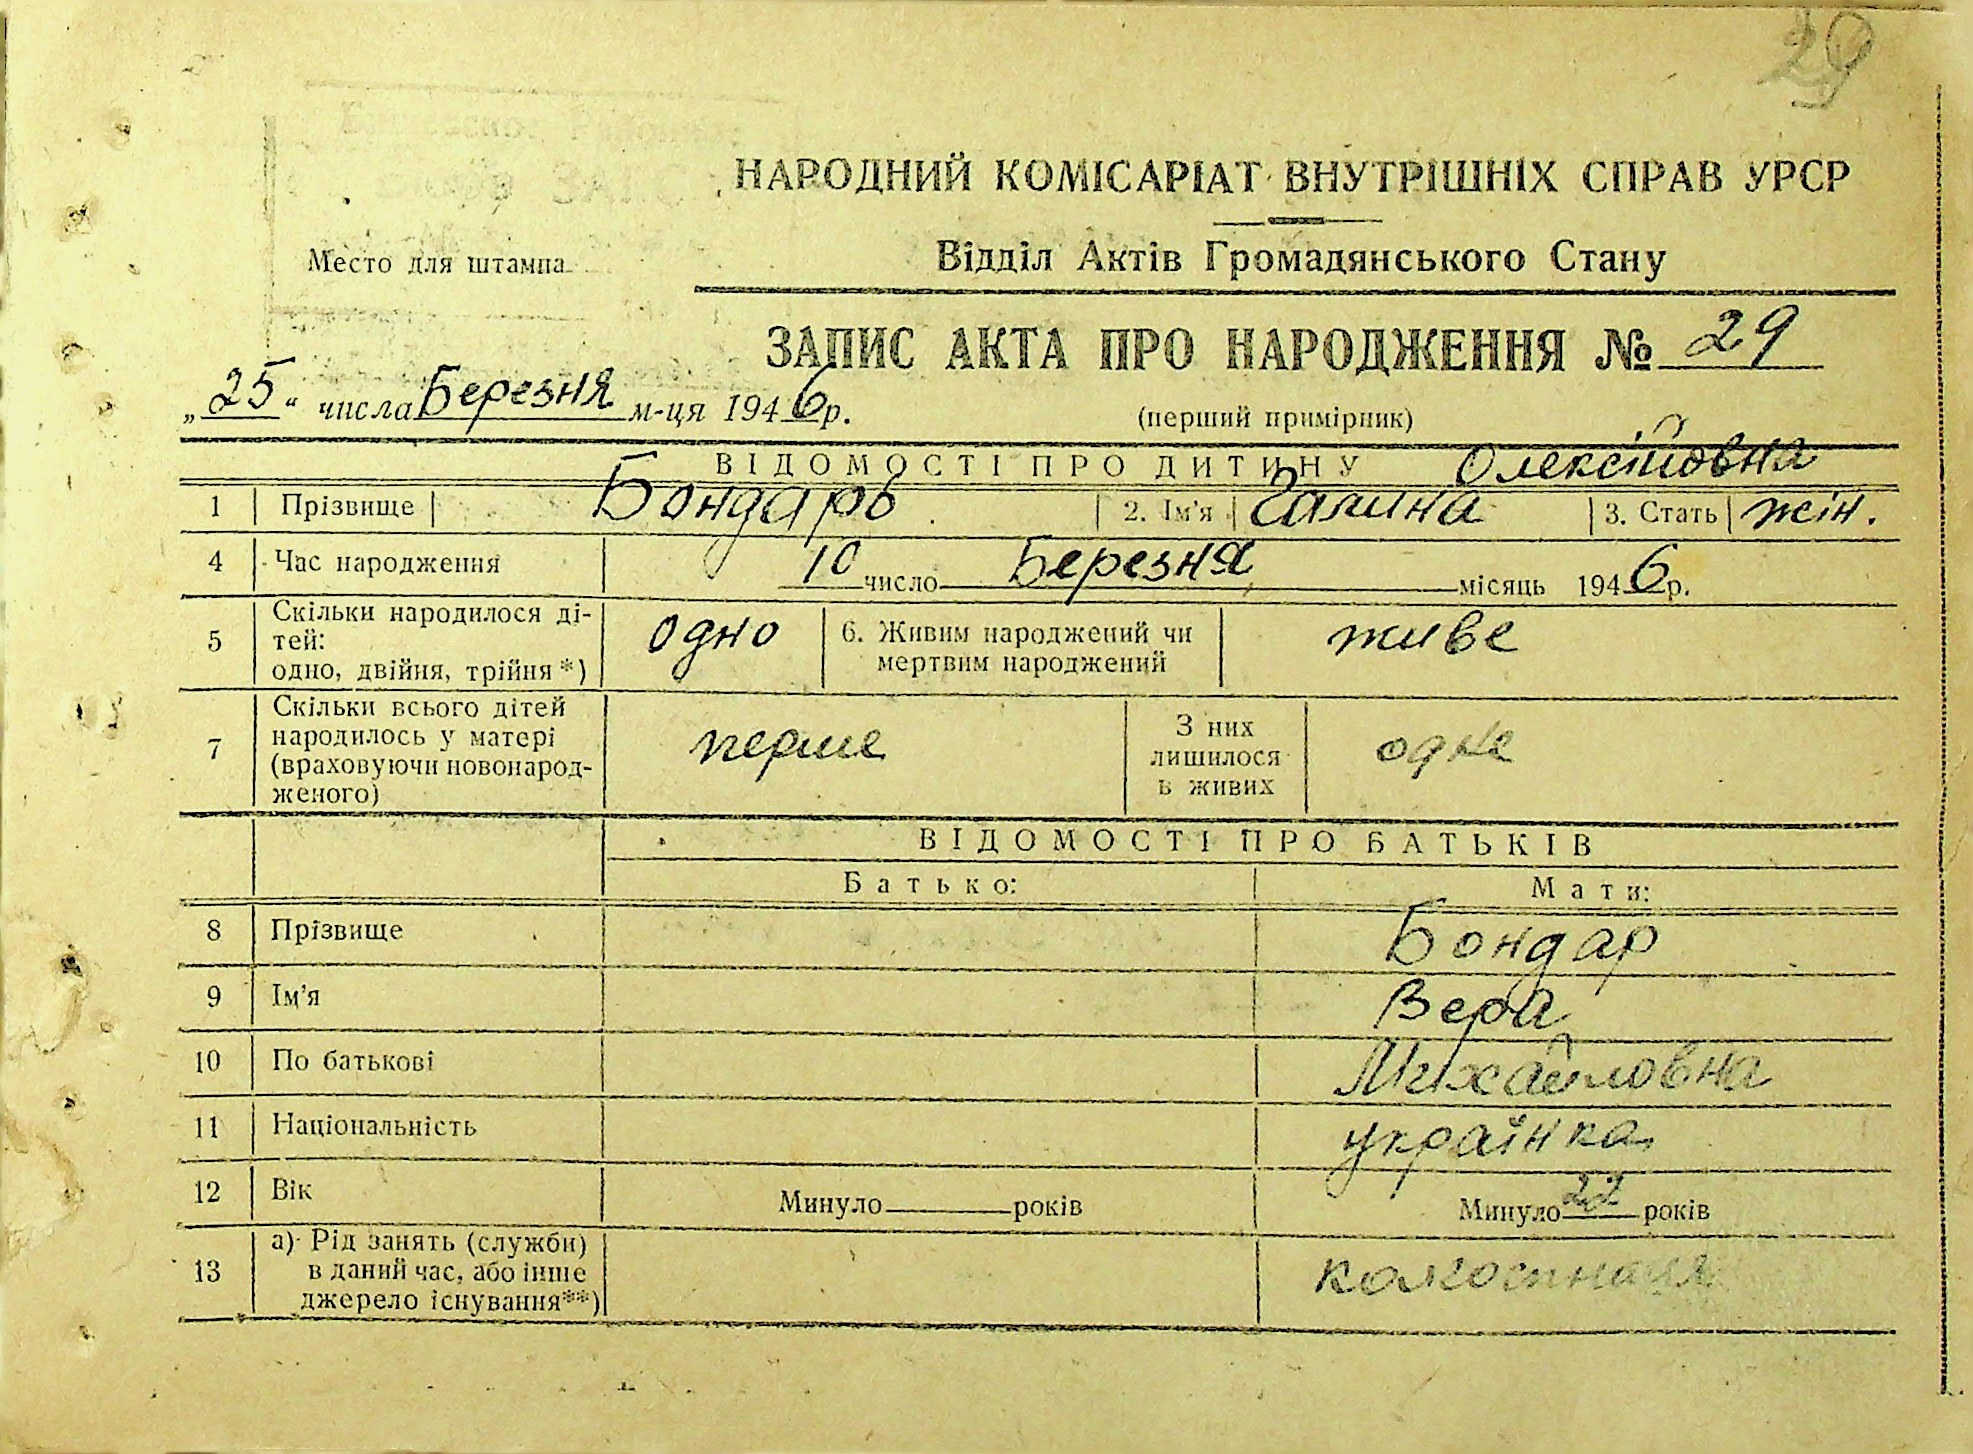 29
НАРОДНИЙ КОМІСАРІАТ ВНУТРІШНІХ СПРАВ УРСР
Место для штампа
Відділ Актів Громадянського Стану
ЗАПИС АКТА ПРО НАРОДЖЕННЯ № 29
„25“ числа Березня м-ця 1946 р.
(перший примірник)
ВІДОМОСТІ ПРО ДИТИНУ
Олексіівна
1 Прізвище Бондарь 2. Ім'я Галина 3. Стать жін.
4 Час народження 10 число Березня місяць 1946 р.
5 Скільки народилося ді-
тей:
одно, двійня, трійня *) одно 6. Живим народжений чи
мертвим народжений живе
7 Скільки всього дітей
народилось у матері
(враховуючи новонарод-
женого) перше З них
лишилося
в живих одне
ВІДОМОСТІ ПРО БАТЬКІВ
Батько: Мати:
8 Прізвище Бондар
9 Ім'я Вера
10 По батькові Михайловна
11 Національність українка
12 Вік Минуло років Минуло 22 років
13 а) Рід занять (служби)
в даний час, або інше
джерело існування**)